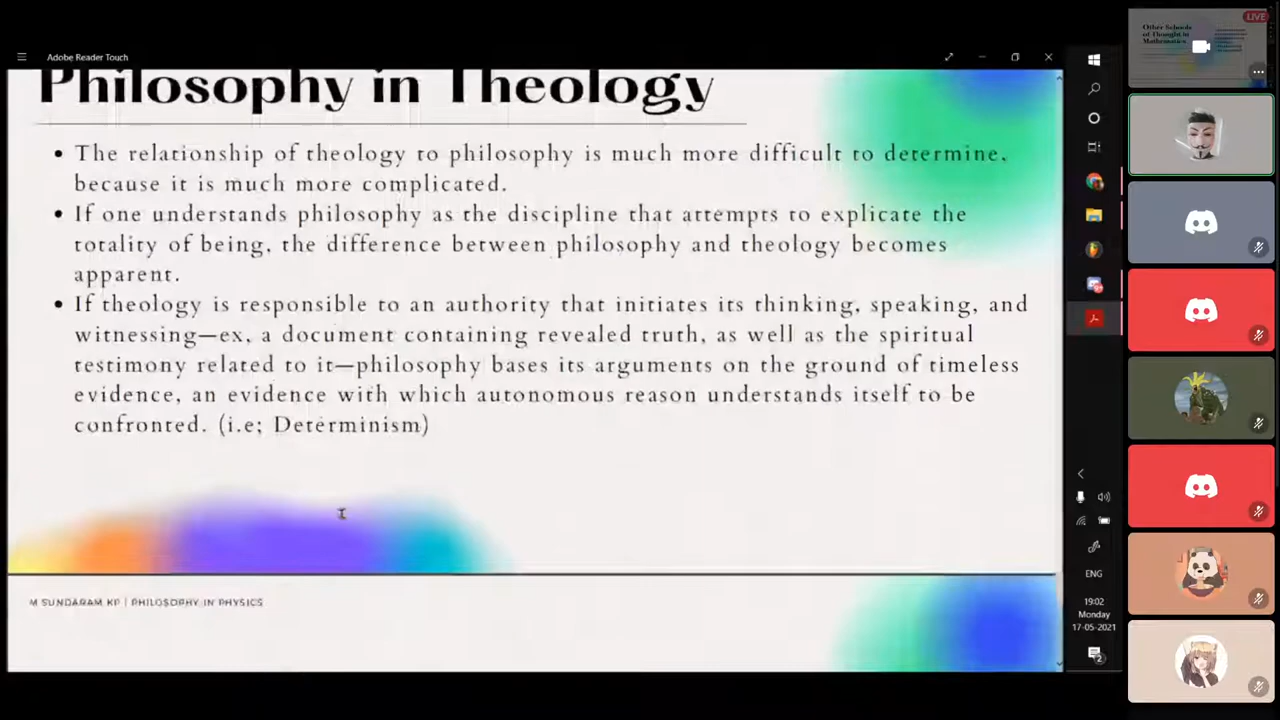 Adobe Reader Touch
Philosophy in Theology
• The relationship of theology to philosophy is much more difficult to determine,
because it is much more complicated.
• If one understands philosophy as the discipline that attempts to explicate the
totality of being, the difference between philosophy and theology becomes
apparent.
• If theology is responsible to an authority that initiates its thinking, speaking, and
witnessing—ex, a document containing revealed truth, as well as the spiritual
testimony related to it—philosophy bases its arguments on the ground of timeless
evidence, an evidence with which autonomous reason understands itself to be
confronted. (i.e; Determinism)
M SUNDARAM KP | PHILOSOPHY IN PHYSICS
ENG
19:02
Monday
17-05-2021
2
LIVE
Other Schools
of Thought in
Mathematics